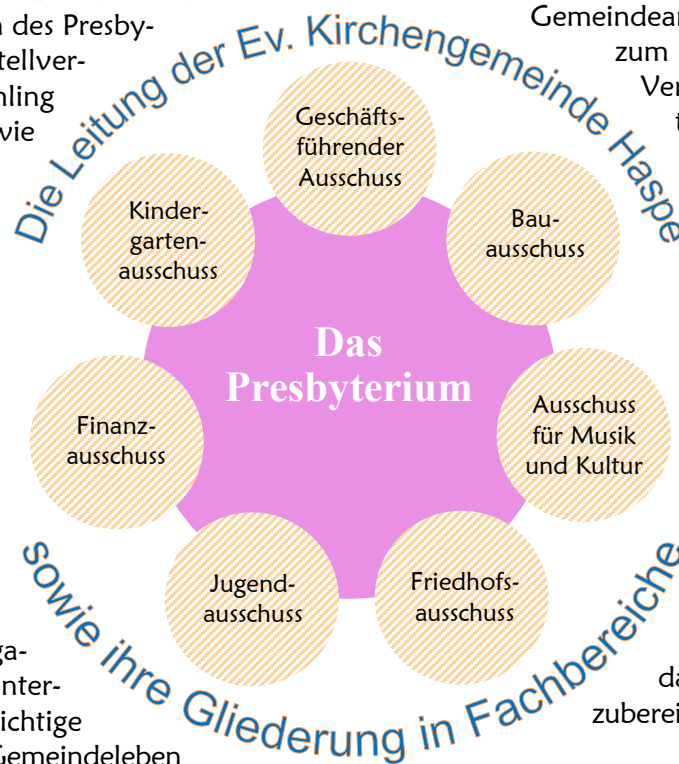 n des Presby-
tellver-
hling
vie
Gemeindear
zum
Ver
t
Die Leitung der Ev. Kirchengemeinde Haspe
Geschäfts-
führender
Ausschuss
Kinder-
garten-
ausschuss
Bau-
ausschuss
Das
Presbyterium
Finanz-
ausschuss
Ausschuss
für Musik
und Kultur
Jugend-
ausschuss
Friedhofs-
ausschuss
sowie ihre Gliederung in Fachbereiche
ga-
nter-
ichtige
Gemeindeleben
da
zuberei